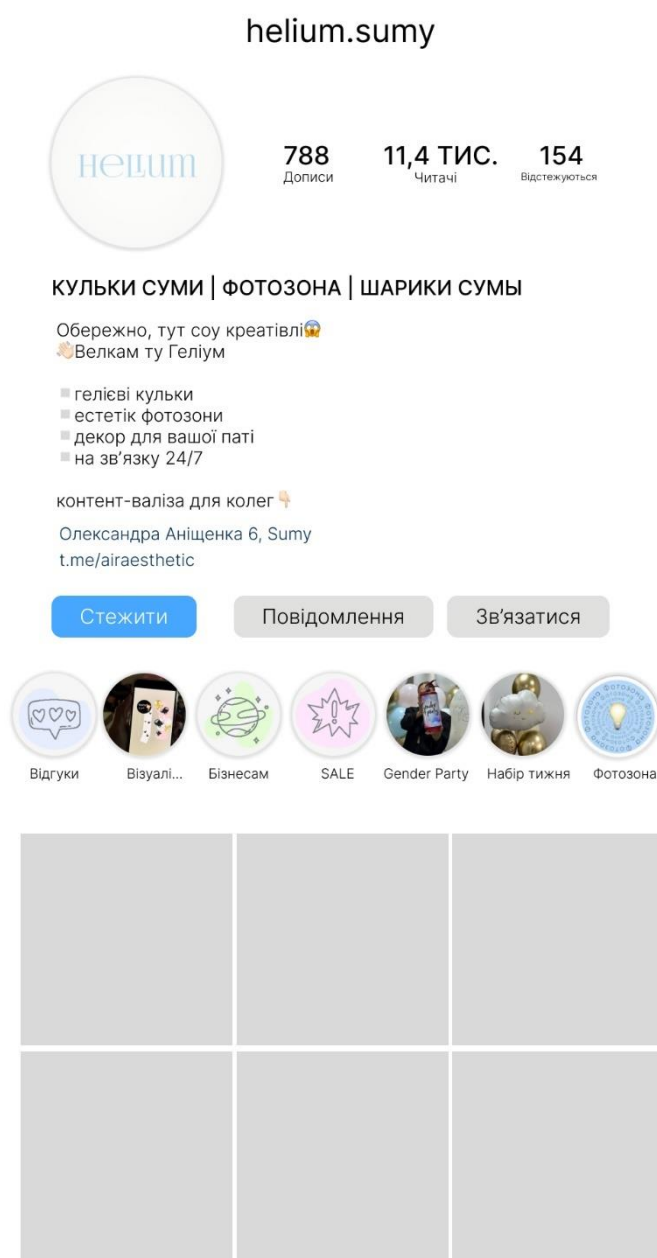 helium.sumy
HELIUM
788
Дописи
11,4 ТИС.
Читачі
154
Відстежуються
КУЛЬКИ СУМИ | ФОТОЗОНА | ШАРИКИ СУМЫ
Обережно, тут соу креатівлі😱
👋🏻Велкам ту Геліум
▫️гелієві кульки
▫️естетік фотозони
▫️декор для вашої паті
▫️на зв'язку 24/7
контент-валіза для колег👇🏻
Олександра Аніщенка 6, Sumy
t.me/airaesthetic
Стежити
Повідомлення
Зв'язатися
Відгуки
Візуалі...
Бізнесам
SALE
Gender Party
Набір тижня
Фотозона